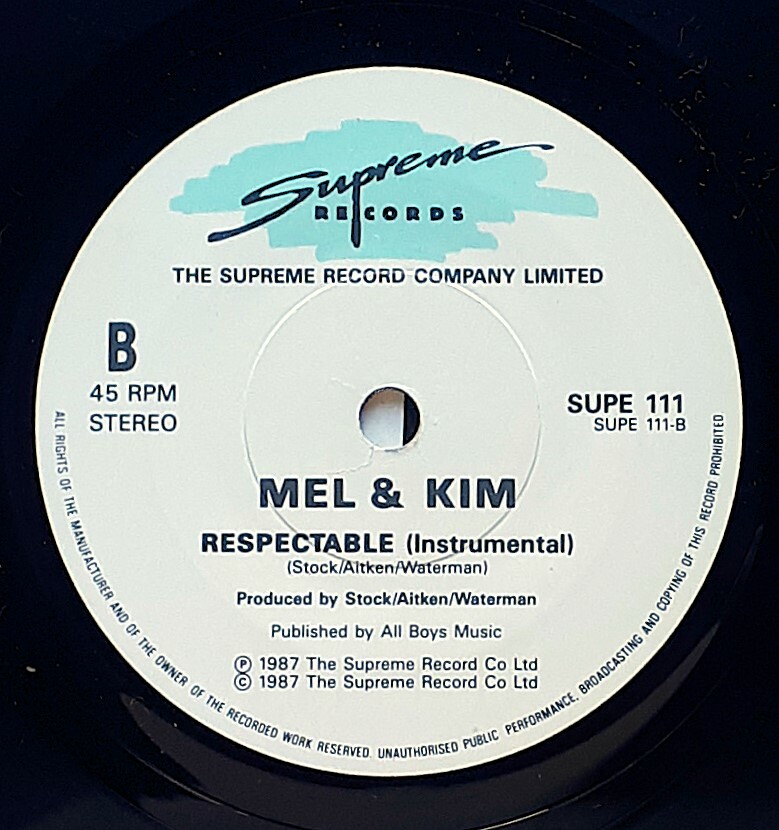 Supreme
RECORDS
THE SUPREME RECORD COMPANY LIMITED
B
45 RPM
STEREO
SUPE 111
SUPE 111-B
MEL & KIM
RESPECTABLE (Instrumental)
(Stock/Aitken/Waterman)
Produced by Stock/Aitken/Waterman
Published by All Boys Music
℗ 1987 The Supreme Record Co Ltd
© 1987 The Supreme Record Co Ltd
ALL RIGHTS OF THE MANUFACTURER AND OF THE OWNER OF THE RECORDED WORK RESERVED. UNAUTHORISED PUBLIC PERFORMANCE, BROADCASTING AND COPYING OF THIS RECORD PROHIBITED